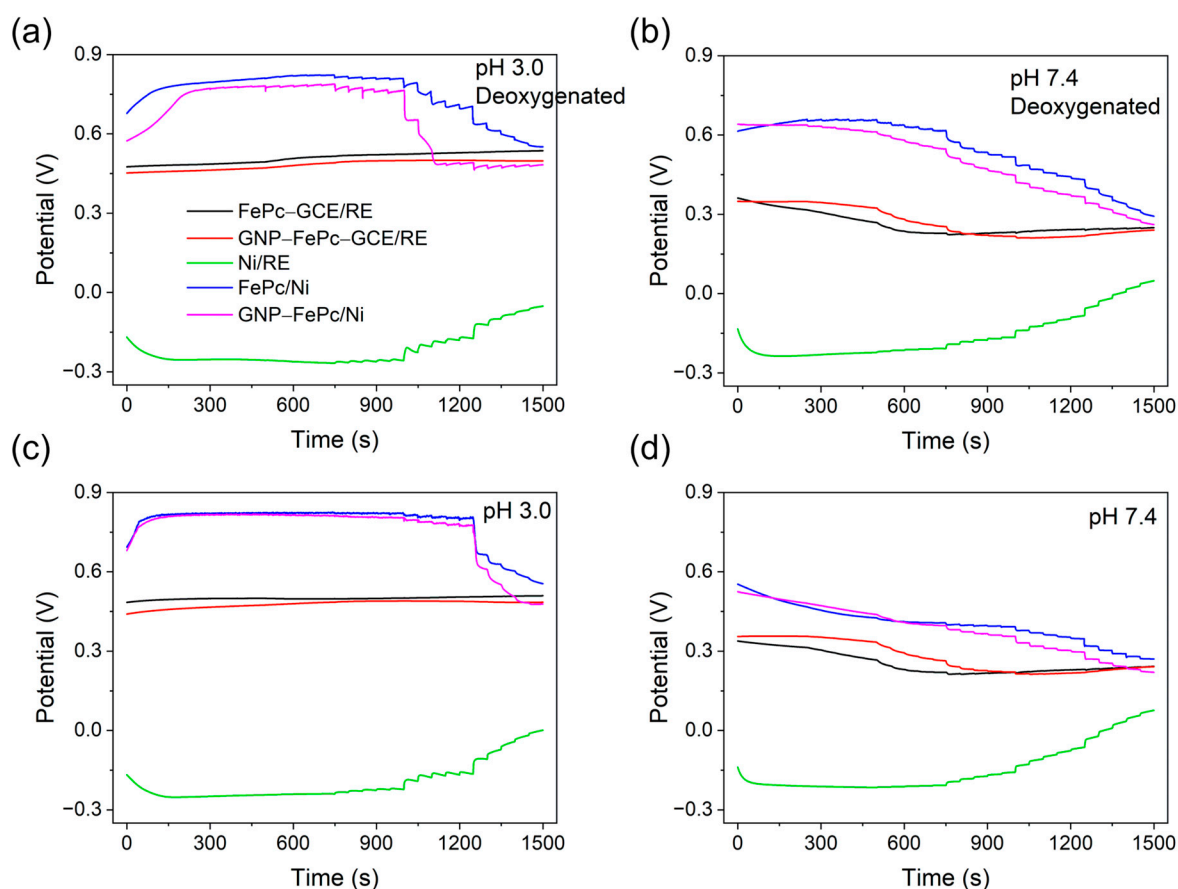 (a)
pH 3.0
Deoxygenated
Potential (V)
0.9
0.6
0.3
0.0
−0.3
FePc–GCE/RE
GNP–FePc–GCE/RE
Ni/RE
FePc/Ni
GNP–FePc/Ni
0 300 600 900 1200 1500
Time (s)
(b)
pH 7.4
Deoxygenated
Potential (V)
0.9
0.6
0.3
0.0
−0.3
0 300 600 900 1200 1500
Time (s)
(c)
pH 3.0
Potential (V)
0.9
0.6
0.3
0.0
−0.3
0 300 600 900 1200 1500
Time (s)
(d)
pH 7.4
Potential (V)
0.9
0.6
0.3
0.0
−0.3
0 300 600 900 1200 1500
Time (s)